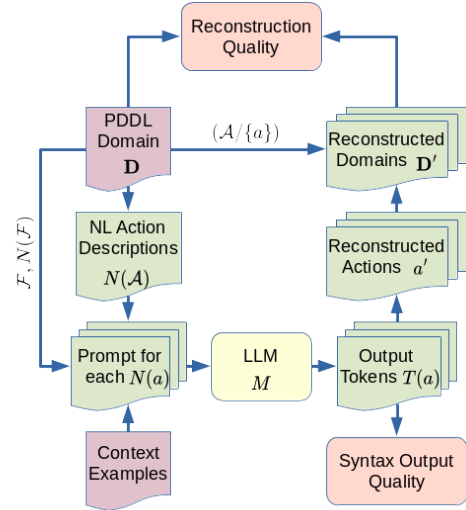 Reconstruction
Quality
PDDL
Domain
D
(𝒜/{a})
Reconstructed
Domains D′
ℱ, N(ℱ)
NL Action
Descriptions
N(𝒜)
Reconstructed
Actions a′
Prompt for
each N(a)
LLM
M
Output
Tokens T(a)
Context
Examples
Syntax Output
Quality